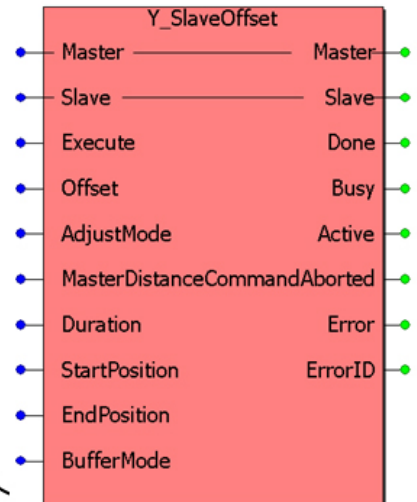 Y_SlaveOffset
Master Master
Slave Slave
Execute Done
Offset Busy
AdjustMode Active
MasterDistanceCommandAborted
Duration Error
StartPosition ErrorID
EndPosition
BufferMode